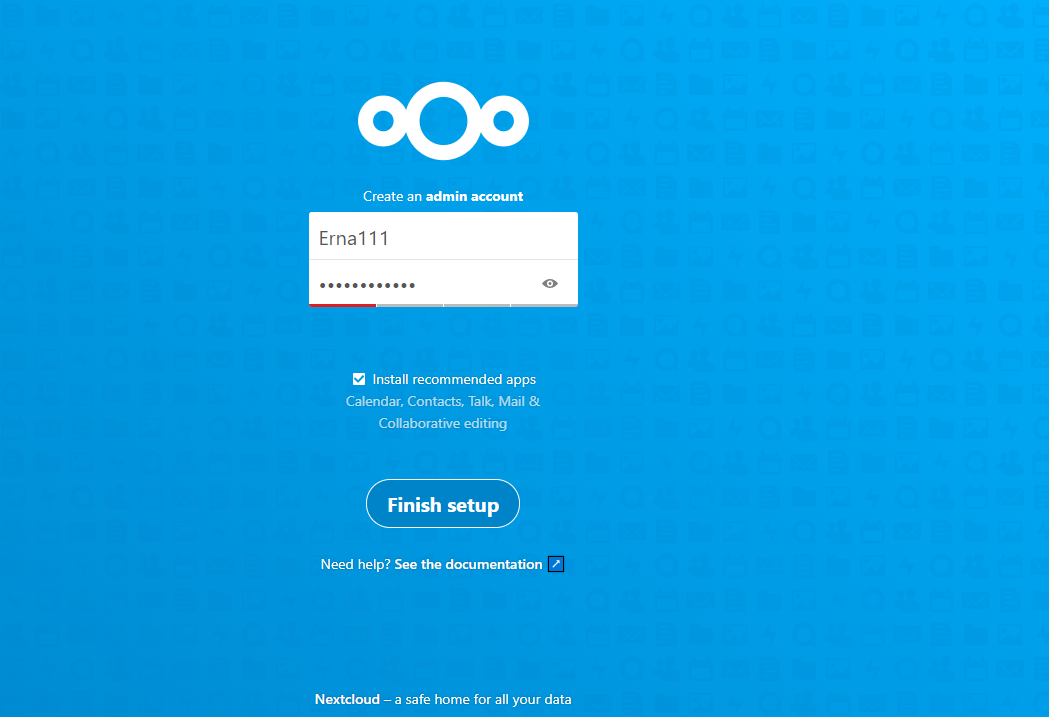 Create an admin account
Erna111
••••••••••••
Install recommended apps
Calendar, Contacts, Talk, Mail &
Collaborative editing
Finish setup
Need help? See the documentation ↗
Nextcloud – a safe home for all your data